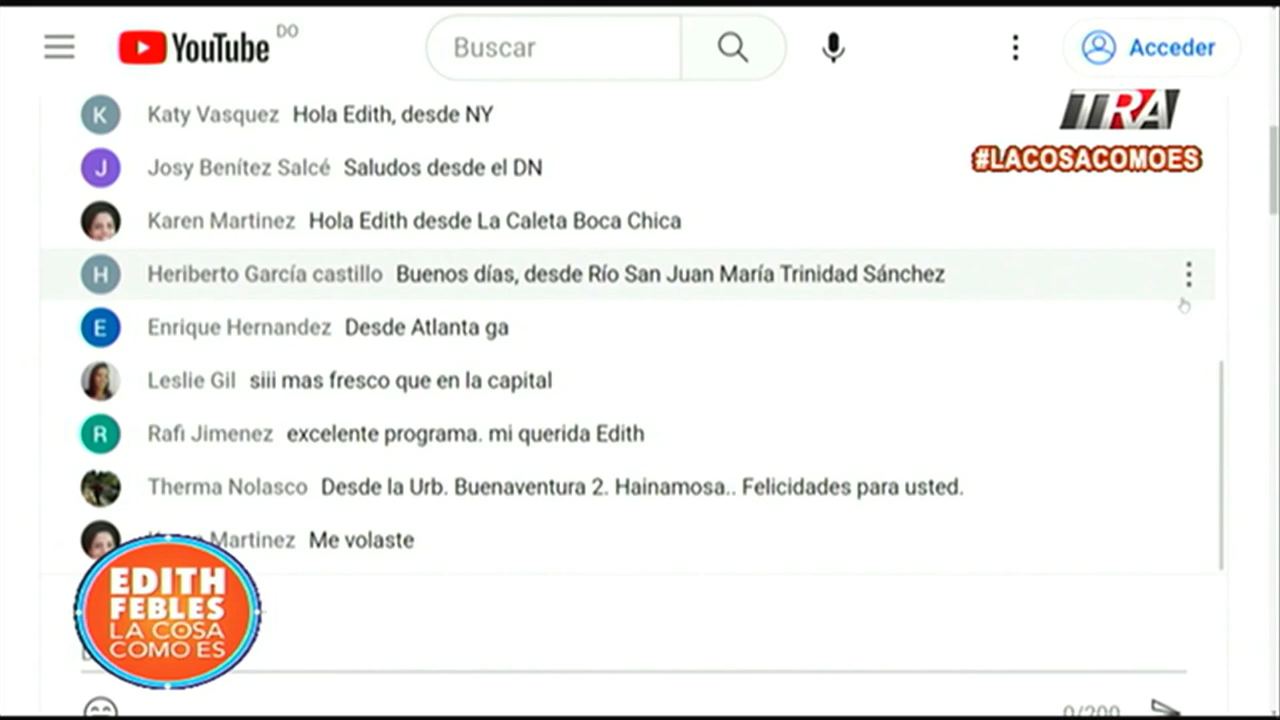 YouTube DO
Buscar
Acceder
TRA
#LACOSACOMOES
K Katy Vasquez Hola Edith, desde NY
J Josy Benítez Salcé Saludos desde el DN
Karen Martinez Hola Edith desde La Caleta Boca Chica
H Heriberto García castillo Buenos días, desde Río San Juan María Trinidad Sánchez
E Enrique Hernandez Desde Atlanta ga
Leslie Gil siii mas fresco que en la capital
R Rafi Jimenez excelente programa. mi querida Edith
Therma Nolasco Desde la Urb. Buenaventura 2. Hainamosa.. Felicidades para usted.
Martinez Me volaste
EDITH
FEBLES
LA COSA
COMO ES
0/200